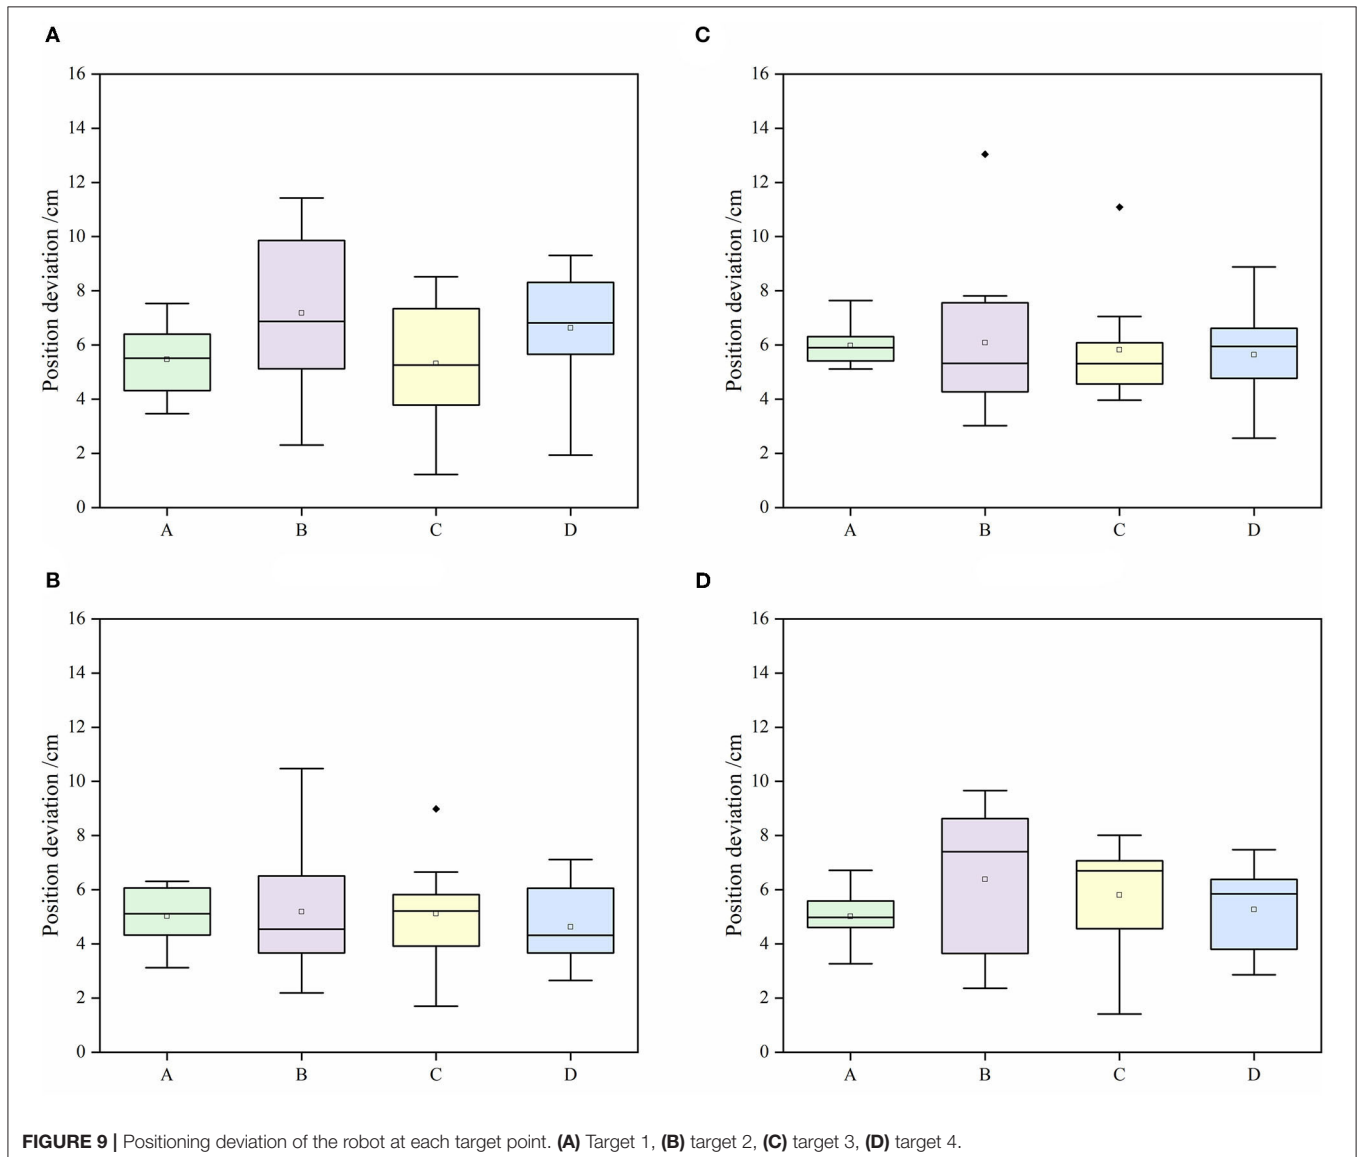 A
16
14
12
10
8
6
4
2
0
Position deviation /cm
A B C D
C
16
14
12
10
8
6
4
2
0
Position deviation /cm
A B C D
B
16
14
12
10
8
6
4
2
0
Position deviation /cm
A B C D
D
16
14
12
10
8
6
4
2
0
Position deviation /cm
A B C D
FIGURE 9 | Positioning deviation of the robot at each target point. (A) Target 1, (B) target 2, (C) target 3, (D) target 4.